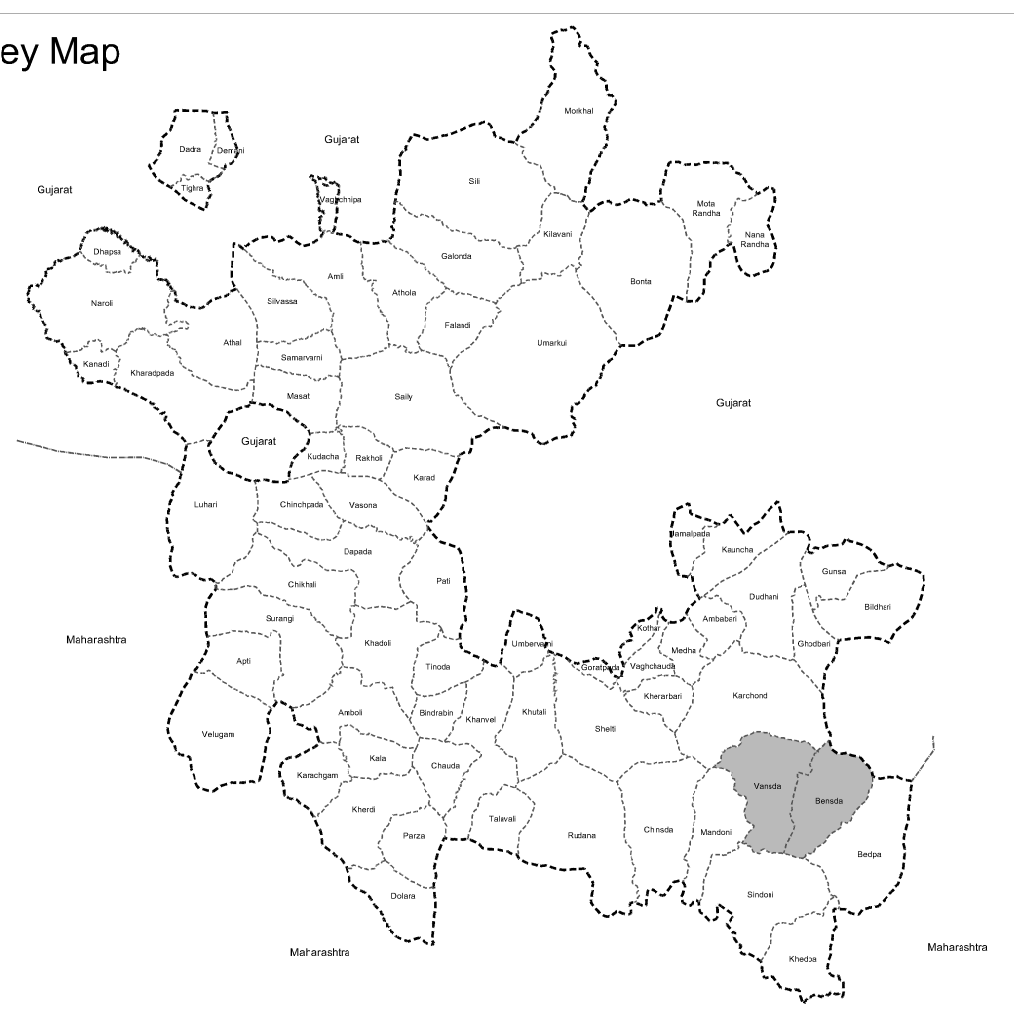 ey Map
Morkhal
Gujarat
Dadra
Demni
Tighra
Gujarat
Sili
Vaghchhipa
Mota
Randha
Nana
Randha
Kilavani
Dhapsa
Galonda
Amli
Bonta
Athola
Naroli
Silvassa
Falandi
Athal
Umarkui
Samarvarni
Kanadi
Kharadpada
Masat
Saily
Gujarat
Gujarat
Kudacha
Rakholi
Karad
Luhari
Chinchpada
Vasona
Jamalpada
Kauncha
Dapada
Gunsa
Pati
Chikhali
Dudhani
Bildhari
Surangi
Ambabari
Kothar
Maharashtra
Khadoli
Umbervarni
Medha
Ghodbari
Apti
Tinoda
Goratpada
Vaghchauda
Kherarbari
Karchond
Amboli
Bindrabin
Khanvel
Khutali
Shelti
Velugam
Kala
Chauda
Karachgam
Vansda
Bensda
Kherdi
Talavali
Parza
Rudana
Chinsda
Mandoni
Bedpa
Dolara
Sindoni
Maharashtra
Khedpa
Maharashtra